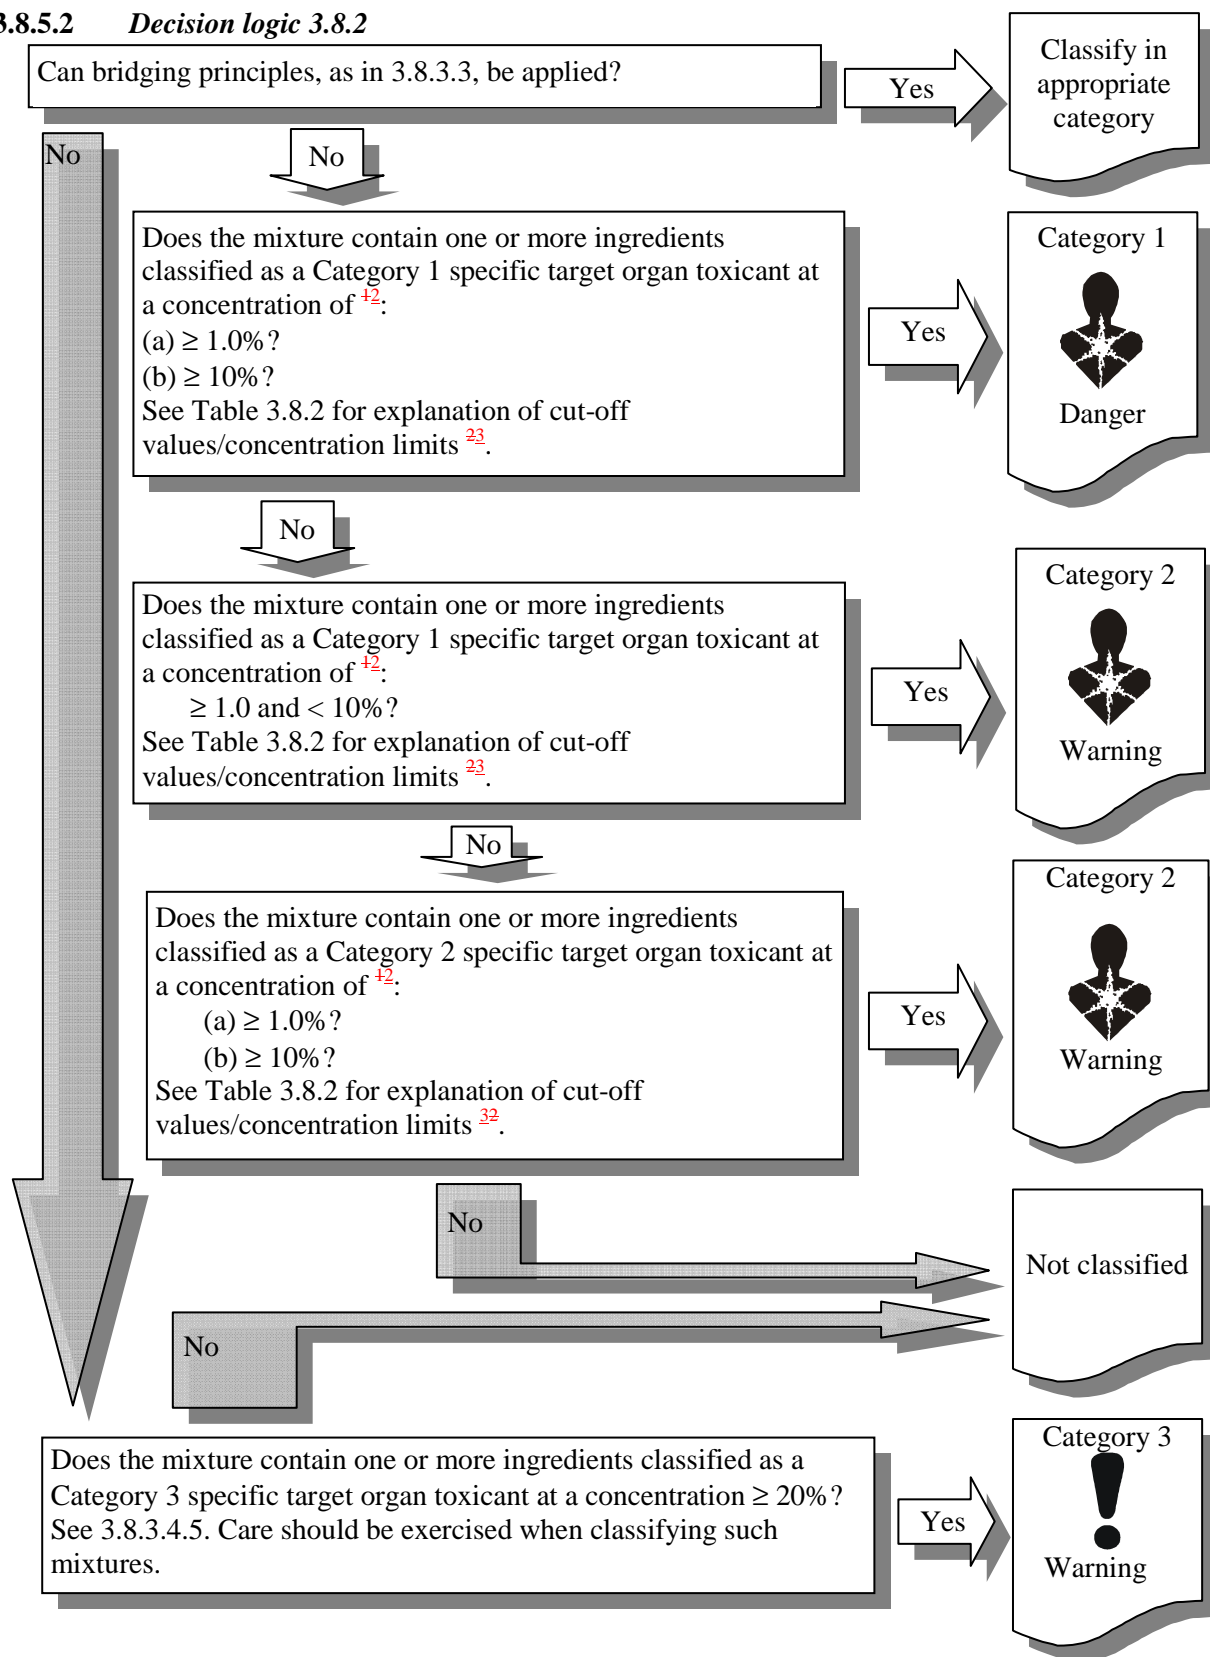 3.8.5.2 Decision logic 3.8.2
Can bridging principles, as in 3.8.3.3, be applied?
Yes
Classify in
appropriate
category
No
No
Does the mixture contain one or more ingredients
classified as a Category 1 specific target organ toxicant at
a concentration of 12:
(a) ≥ 1.0%?
(b) ≥ 10%?
See Table 3.8.2 for explanation of cut-off
values/concentration limits 23.
Yes
Category 1
Danger
No
Does the mixture contain one or more ingredients
classified as a Category 1 specific target organ toxicant at
a concentration of 12:
≥ 1.0 and < 10%?
See Table 3.8.2 for explanation of cut-off
values/concentration limits 23.
Yes
Category 2
Warning
No
Does the mixture contain one or more ingredients
classified as a Category 2 specific target organ toxicant at
a concentration of 12:
(a) ≥ 1.0%?
(b) ≥ 10%?
See Table 3.8.2 for explanation of cut-off
values/concentration limits 32.
Yes
Category 2
Warning
No
Not classified
No
Does the mixture contain one or more ingredients classified as a
Category 3 specific target organ toxicant at a concentration ≥ 20%?
See 3.8.3.4.5. Care should be exercised when classifying such
mixtures.
Yes
Category 3
Warning